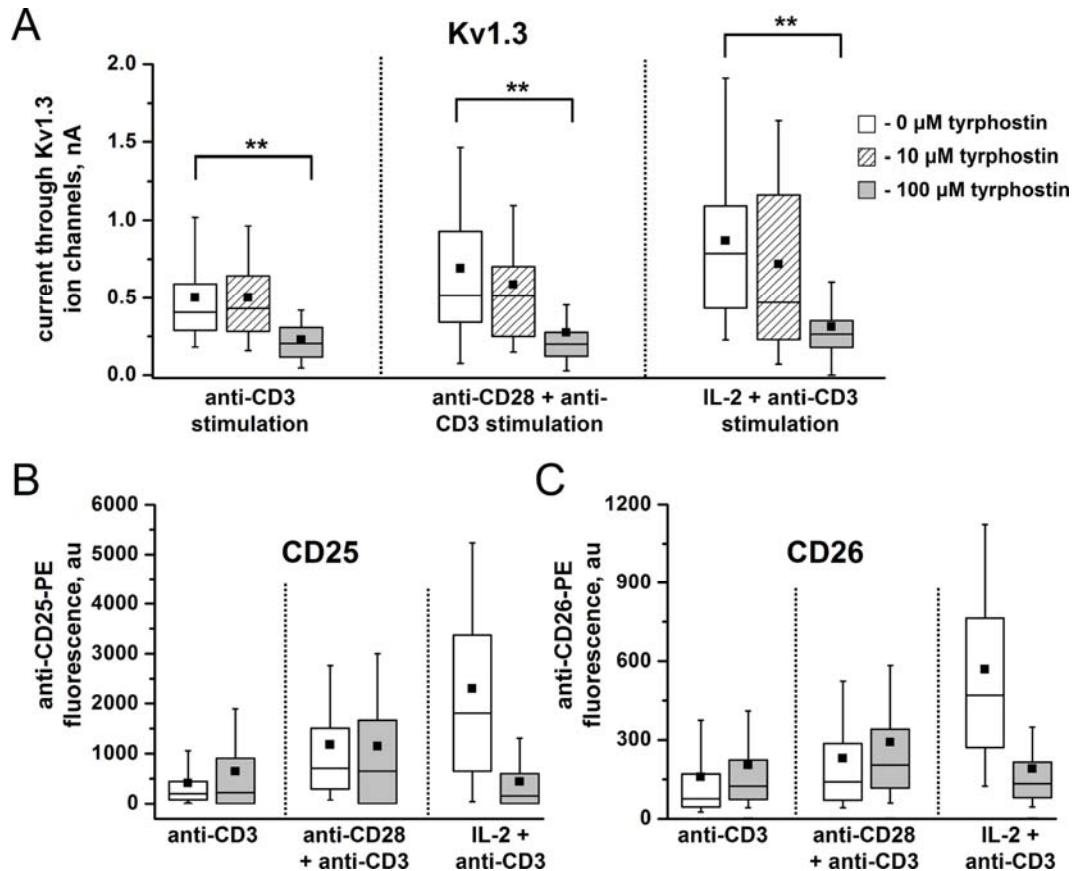 A
Kv1.3
**
**
**
current through Kv1.3
ion channels, nA
2.0
1.5
1.0
0.5
0.0
- 0 µM tyrphostin
- 10 µM tyrphostin
- 100 µM tyrphostin
anti-CD3
stimulation
anti-CD28 + anti-
CD3 stimulation
IL-2 + anti-CD3
stimulation
B
CD25
anti-CD25-PE
fluorescence, au
6000
5000
4000
3000
2000
1000
0
anti-CD3
anti-CD28
+ anti-CD3
IL-2 +
anti-CD3
C
CD26
anti-CD26-PE
fluorescence, au
1200
900
600
300
0
anti-CD3
anti-CD28
+ anti-CD3
IL-2 +
anti-CD3